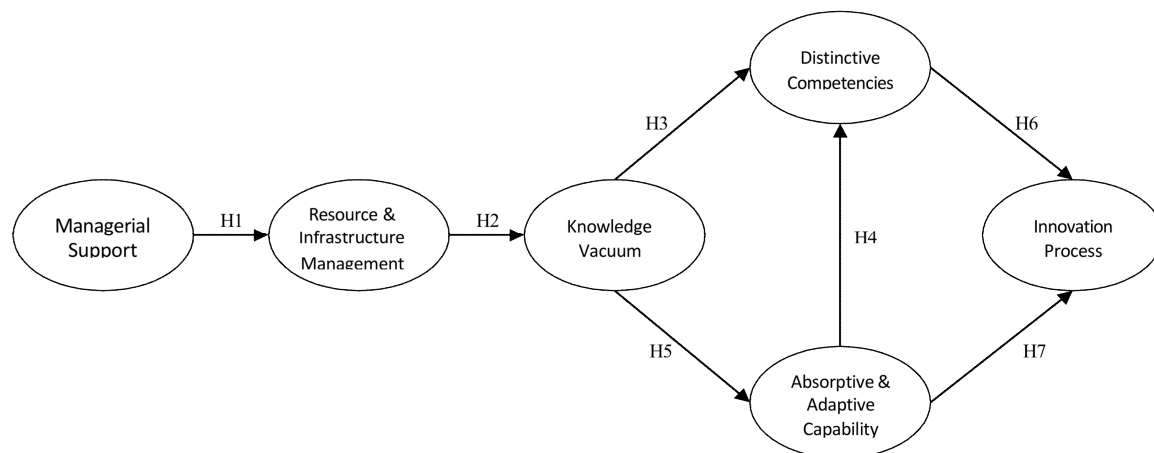 Distinctive
Competencies
H3
H6
Managerial
Support
H1
Resource &
Infrastructure
Management
H2
Knowledge
Vacuum
H4
Innovation
Process
H5
H7
Absorptive &
Adaptive
Capability